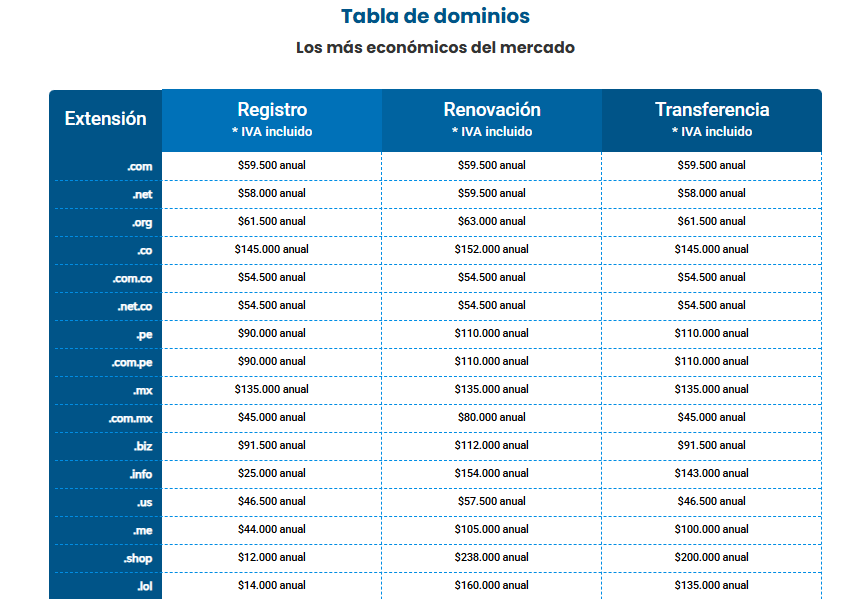 Tabla de dominios
Los más económicos del mercado
Extensión Registro Renovación Transferencia
* IVA incluido * IVA incluido * IVA incluido
.com $59.500 anual $59.500 anual $59.500 anual
.net $58.000 anual $59.500 anual $58.000 anual
.org $61.500 anual $63.000 anual $61.500 anual
.co $145.000 anual $152.000 anual $145.000 anual
.com.co $54.500 anual $54.500 anual $54.500 anual
.net.co $54.500 anual $54.500 anual $54.500 anual
.pe $90.000 anual $110.000 anual $110.000 anual
.com.pe $90.000 anual $110.000 anual $110.000 anual
.mx $135.000 anual $135.000 anual $135.000 anual
.com.mx $45.000 anual $80.000 anual $45.000 anual
.biz $91.500 anual $112.000 anual $91.500 anual
.info $25.000 anual $154.000 anual $143.000 anual
.us $46.500 anual $57.500 anual $46.500 anual
.me $44.000 anual $105.000 anual $100.000 anual
.shop $12.000 anual $238.000 anual $200.000 anual
.lol $14.000 anual $160.000 anual $135.000 anual